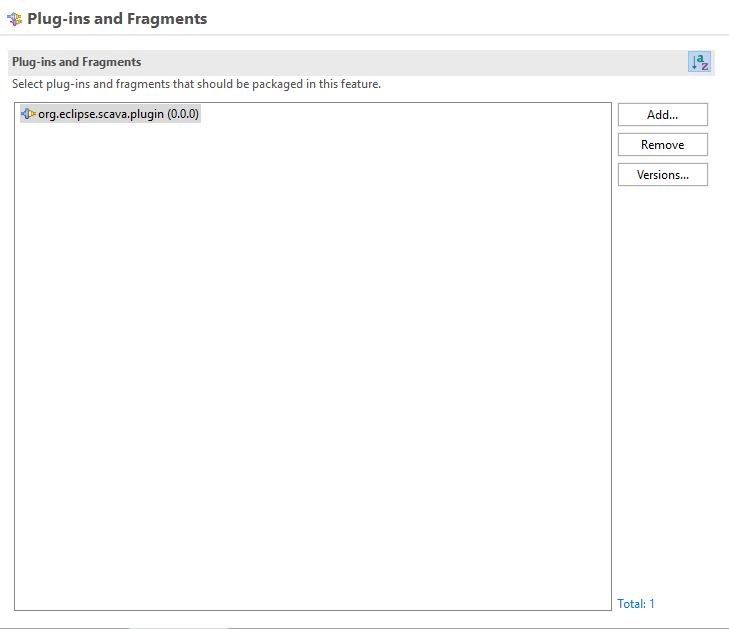 Plug-ins and Fragments
Plug-ins and Fragments
a
z
Select plug-ins and fragments that should be packaged in this feature.
org.eclipse.scava.plugin (0.0.0)
Add...
Remove
Versions...
Total: 1